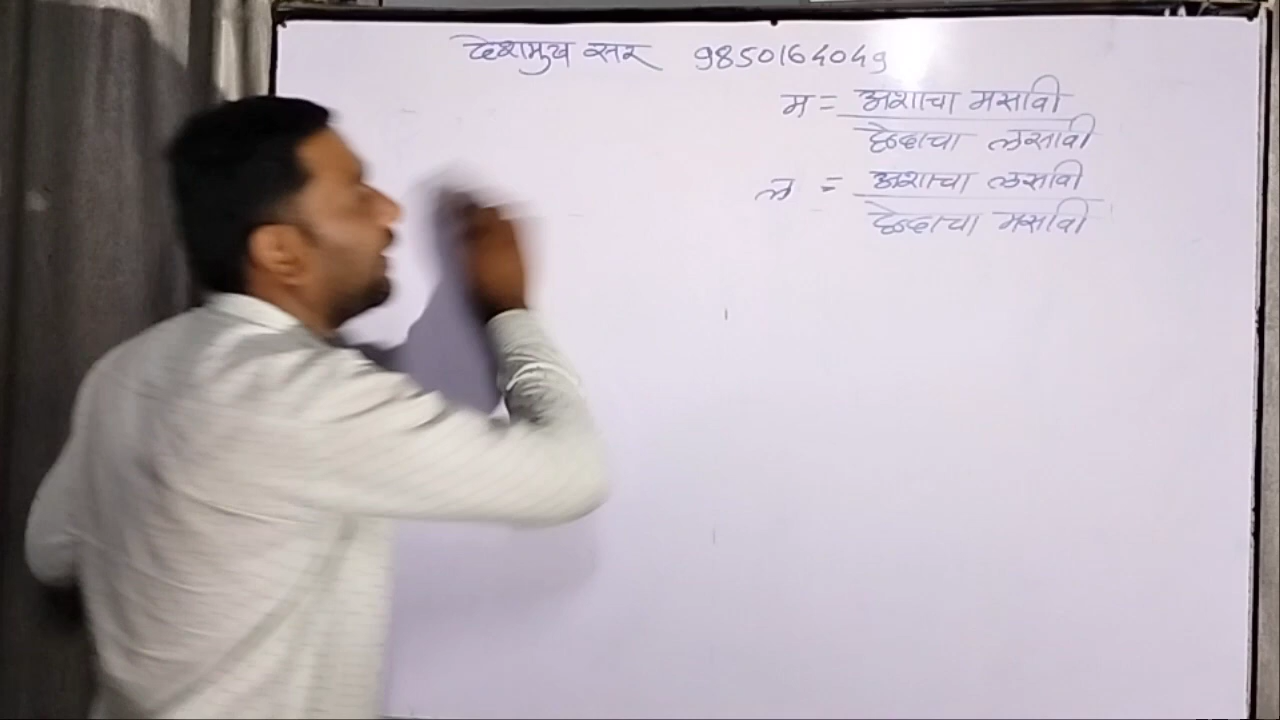 देशमुख सर 9850164049
म = अंशाचा मसावी
छेदाचा लसावी
ल = अंशाचा लसावी
छेदाचा मसावी